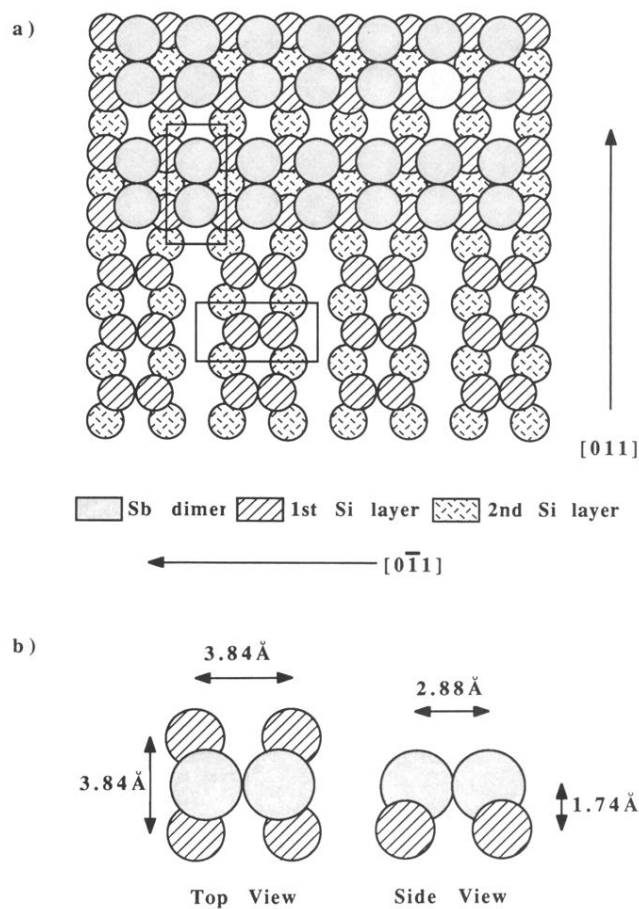 a)
[011]
Sb dimer 1st Si layer 2nd Si layer
[01̅1]
b)
3.84Å
2.88Å
3.84Å
1.74Å
Top View
Side View